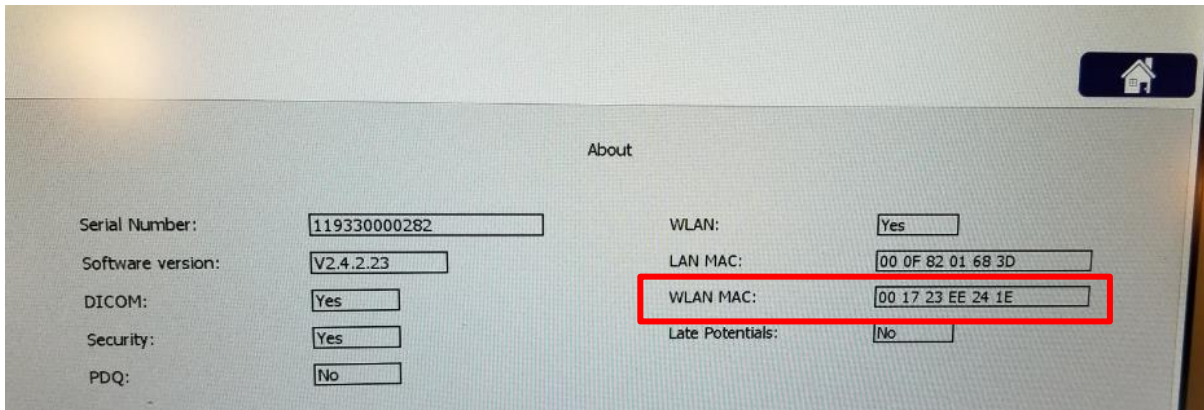 About
Serial Number: 119330000282 WLAN: Yes
Software version: V2.4.2.23 LAN MAC: 00 0F 82 01 68 3D
DICOM: Yes WLAN MAC: 00 17 23 EE 24 1E
Security: Yes Late Potentials: No
PDQ: No